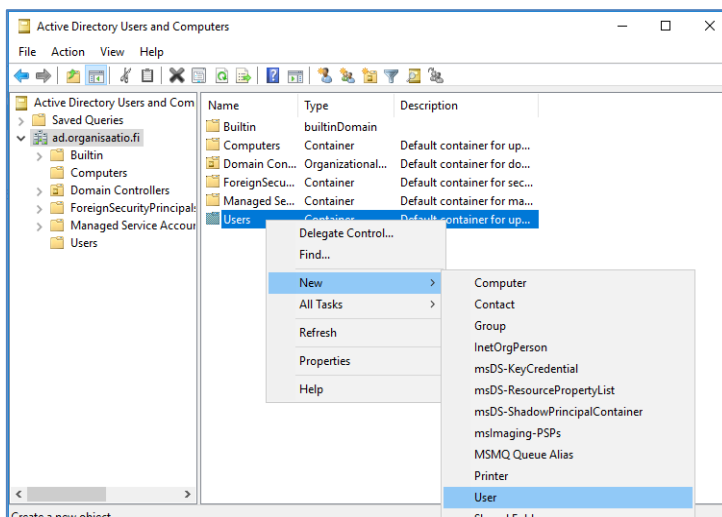 Active Directory Users and Computers
File Action View Help
Active Directory Users and Com
Saved Queries
ad.organisaatio.fi
Builtin
Computers
Domain Controllers
ForeignSecurityPrincipals
Managed Service Accour
Users
Name Type Description
Builtin builtinDomain
Computers Container Default container for up...
Domain Con... Organizational... Default container for do...
ForeignSecu... Container Default container for sec...
Managed Se... Container Default container for ma...
Users Container Default container for up...
Delegate Control...
Find...
New
All Tasks
Refresh
Properties
Help
Computer
Contact
Group
InetOrgPerson
msDS-KeyCredential
msDS-ResourcePropertyList
msDS-ShadowPrincipalContainer
msImaging-PSPs
MSMQ Queue Alias
Printer
User
Create a new object